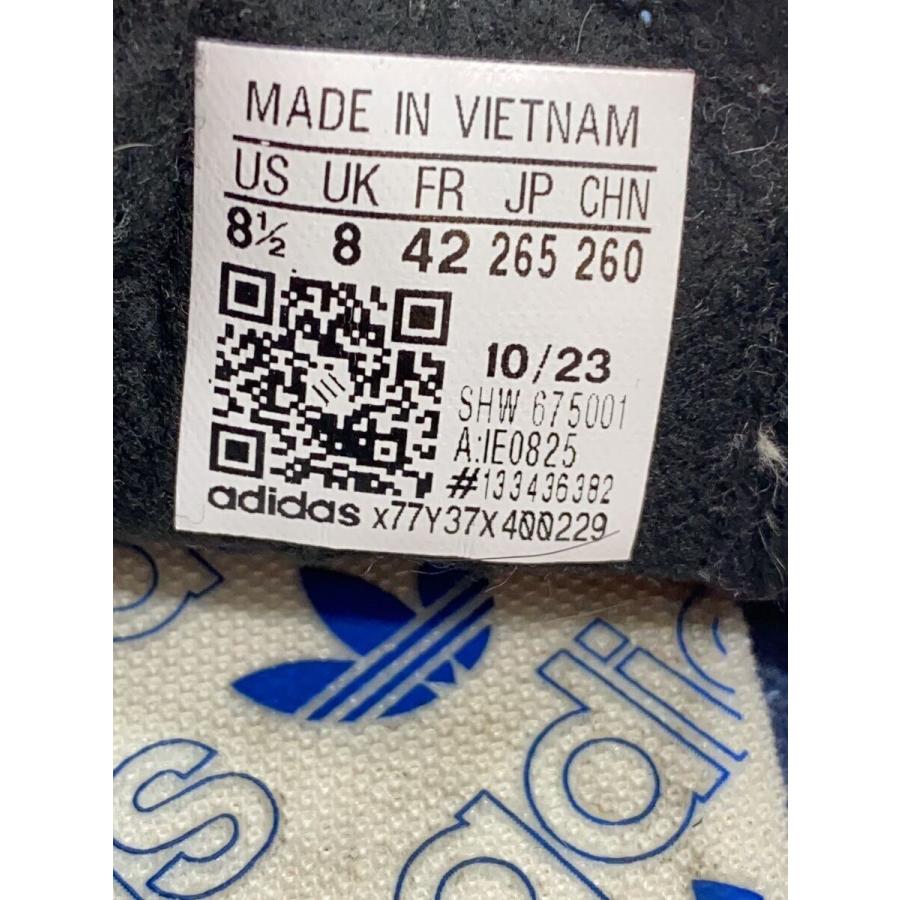 MADE IN VIETNAM
US UK FR JP CHN
8½ 8 42 265 260
10/23
SHW 675001
A:IE0825
#133436382
adidas x77Y37X400229
adidas